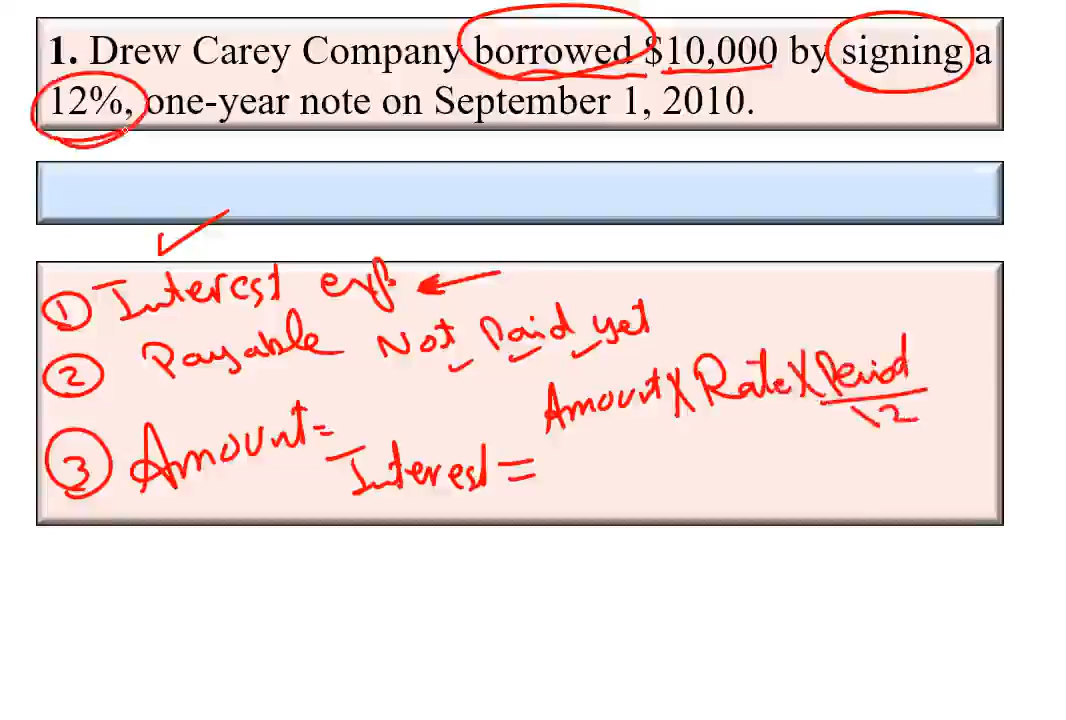 1. Drew Carey Company borrowed $10,000 by signing a
12%, one-year note on September 1, 2010.
1 Interest exp.
2 Payable Not Paid yet
3 Amount=
Interest = Amount X Rate X Period
12